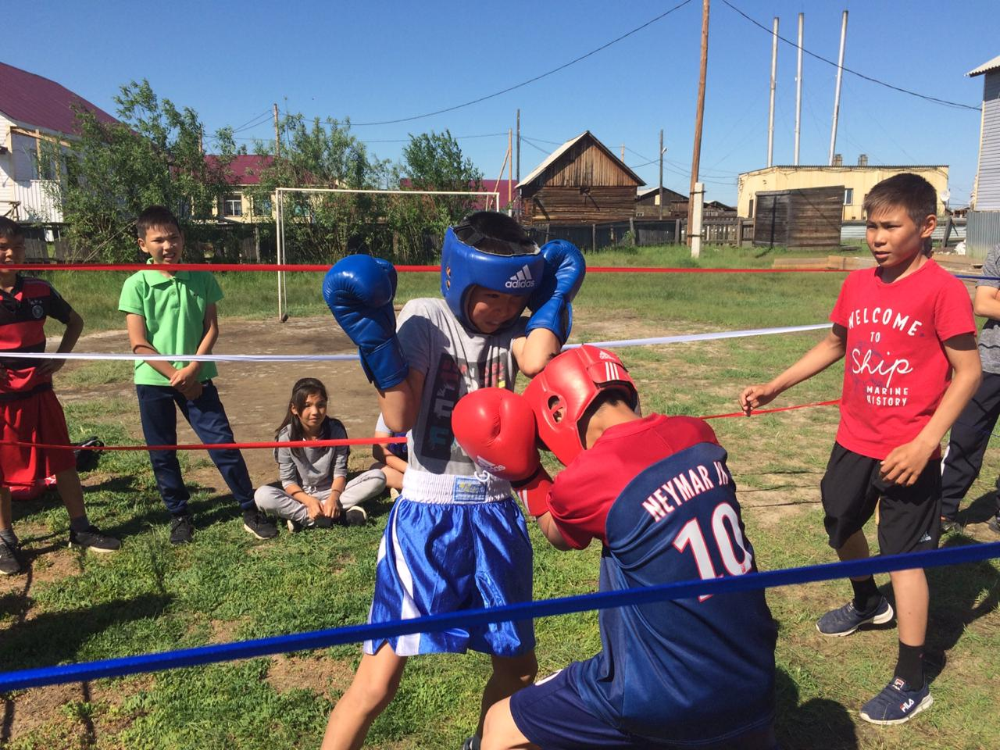 adidas
WELCOME
TO
Ship
MARINE
HISTORY
NEYMAR JR
10
FILA